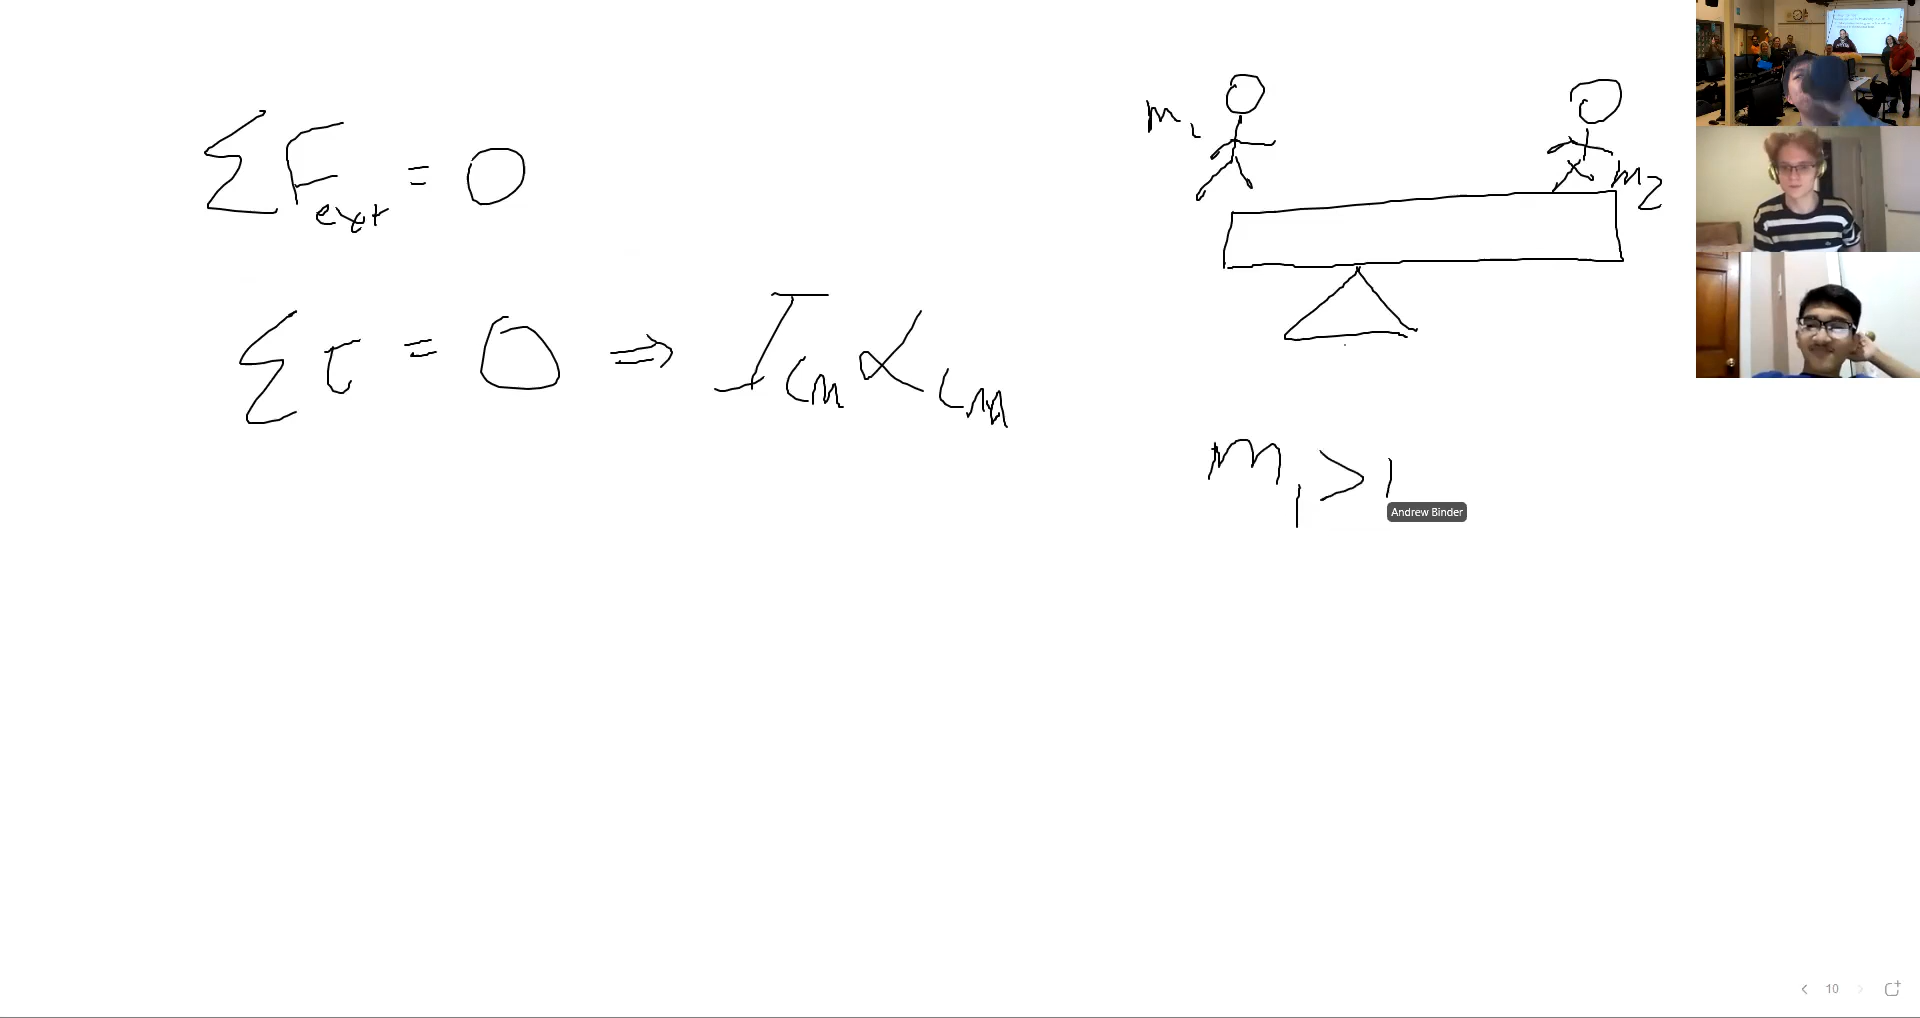 ΣF_ext = 0
Στ = 0 ⇒ I_CM α_CM
m_1
m_2
m_1 > 1
Andrew Binder
10